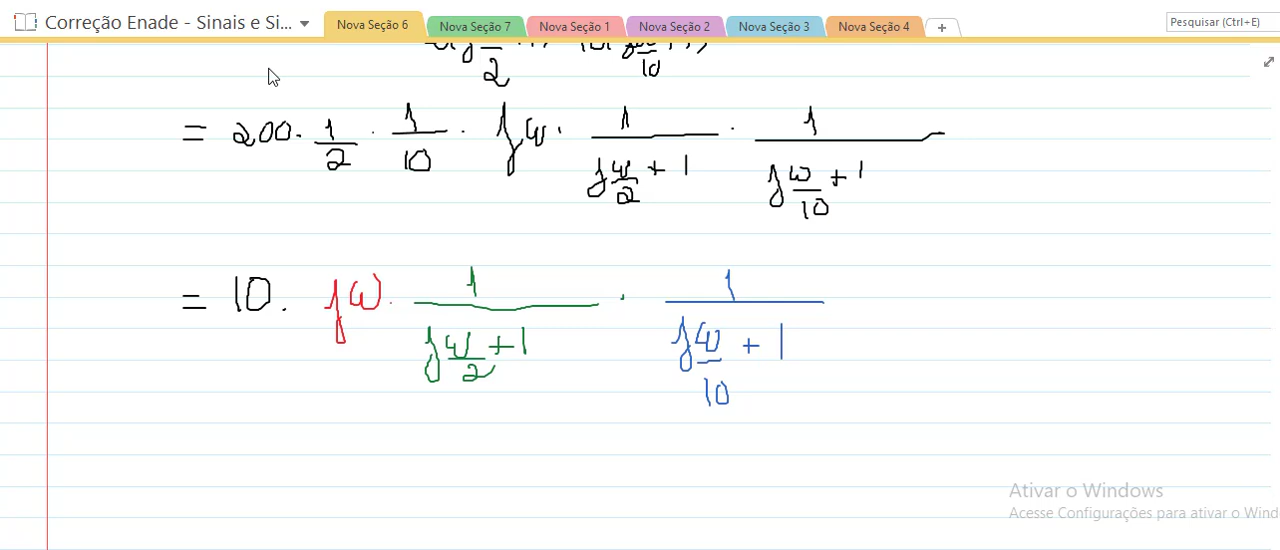 Correção Enade - Sinais e Si...
Nova Seção 6 Nova Seção 7 Nova Seção 1 Nova Seção 2 Nova Seção 3 Nova Seção 4 +
Pesquisar (Ctrl+E)
2 10
= 200 · 1/2 · 1/10 · jω · 1/(jω/2 + 1) · 1/(jω/10 + 1)
= 10 · jω · 1/(jω/2 + 1) · 1/(jω/10 + 1)
Ativar o Windows
Acesse Configurações para ativar o Wind